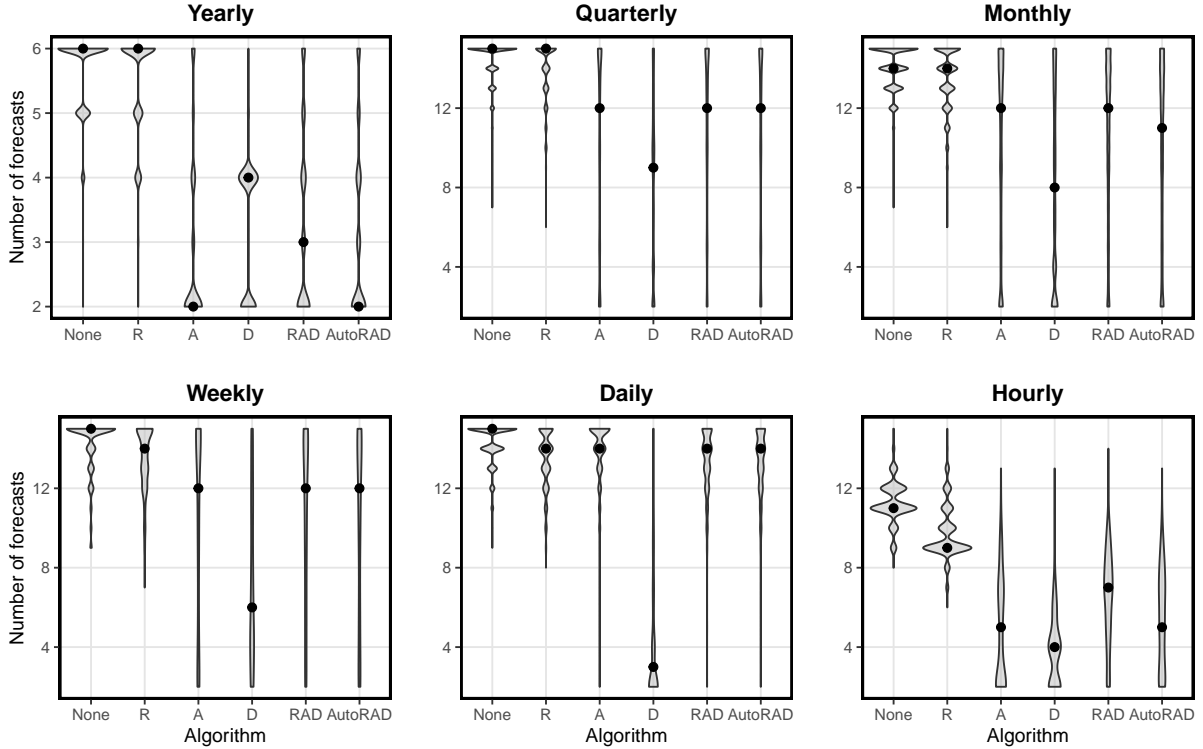 Yearly
Quarterly
Monthly
Number of forecasts
6
5
4
3
2
None R A D RAD AutoRAD
12
8
4
None R A D RAD AutoRAD
12
8
4
None R A D RAD AutoRAD
Weekly
Daily
Hourly
Number of forecasts
12
8
4
None R A D RAD AutoRAD
Algorithm
12
8
4
None R A D RAD AutoRAD
Algorithm
12
8
4
None R A D RAD AutoRAD
Algorithm